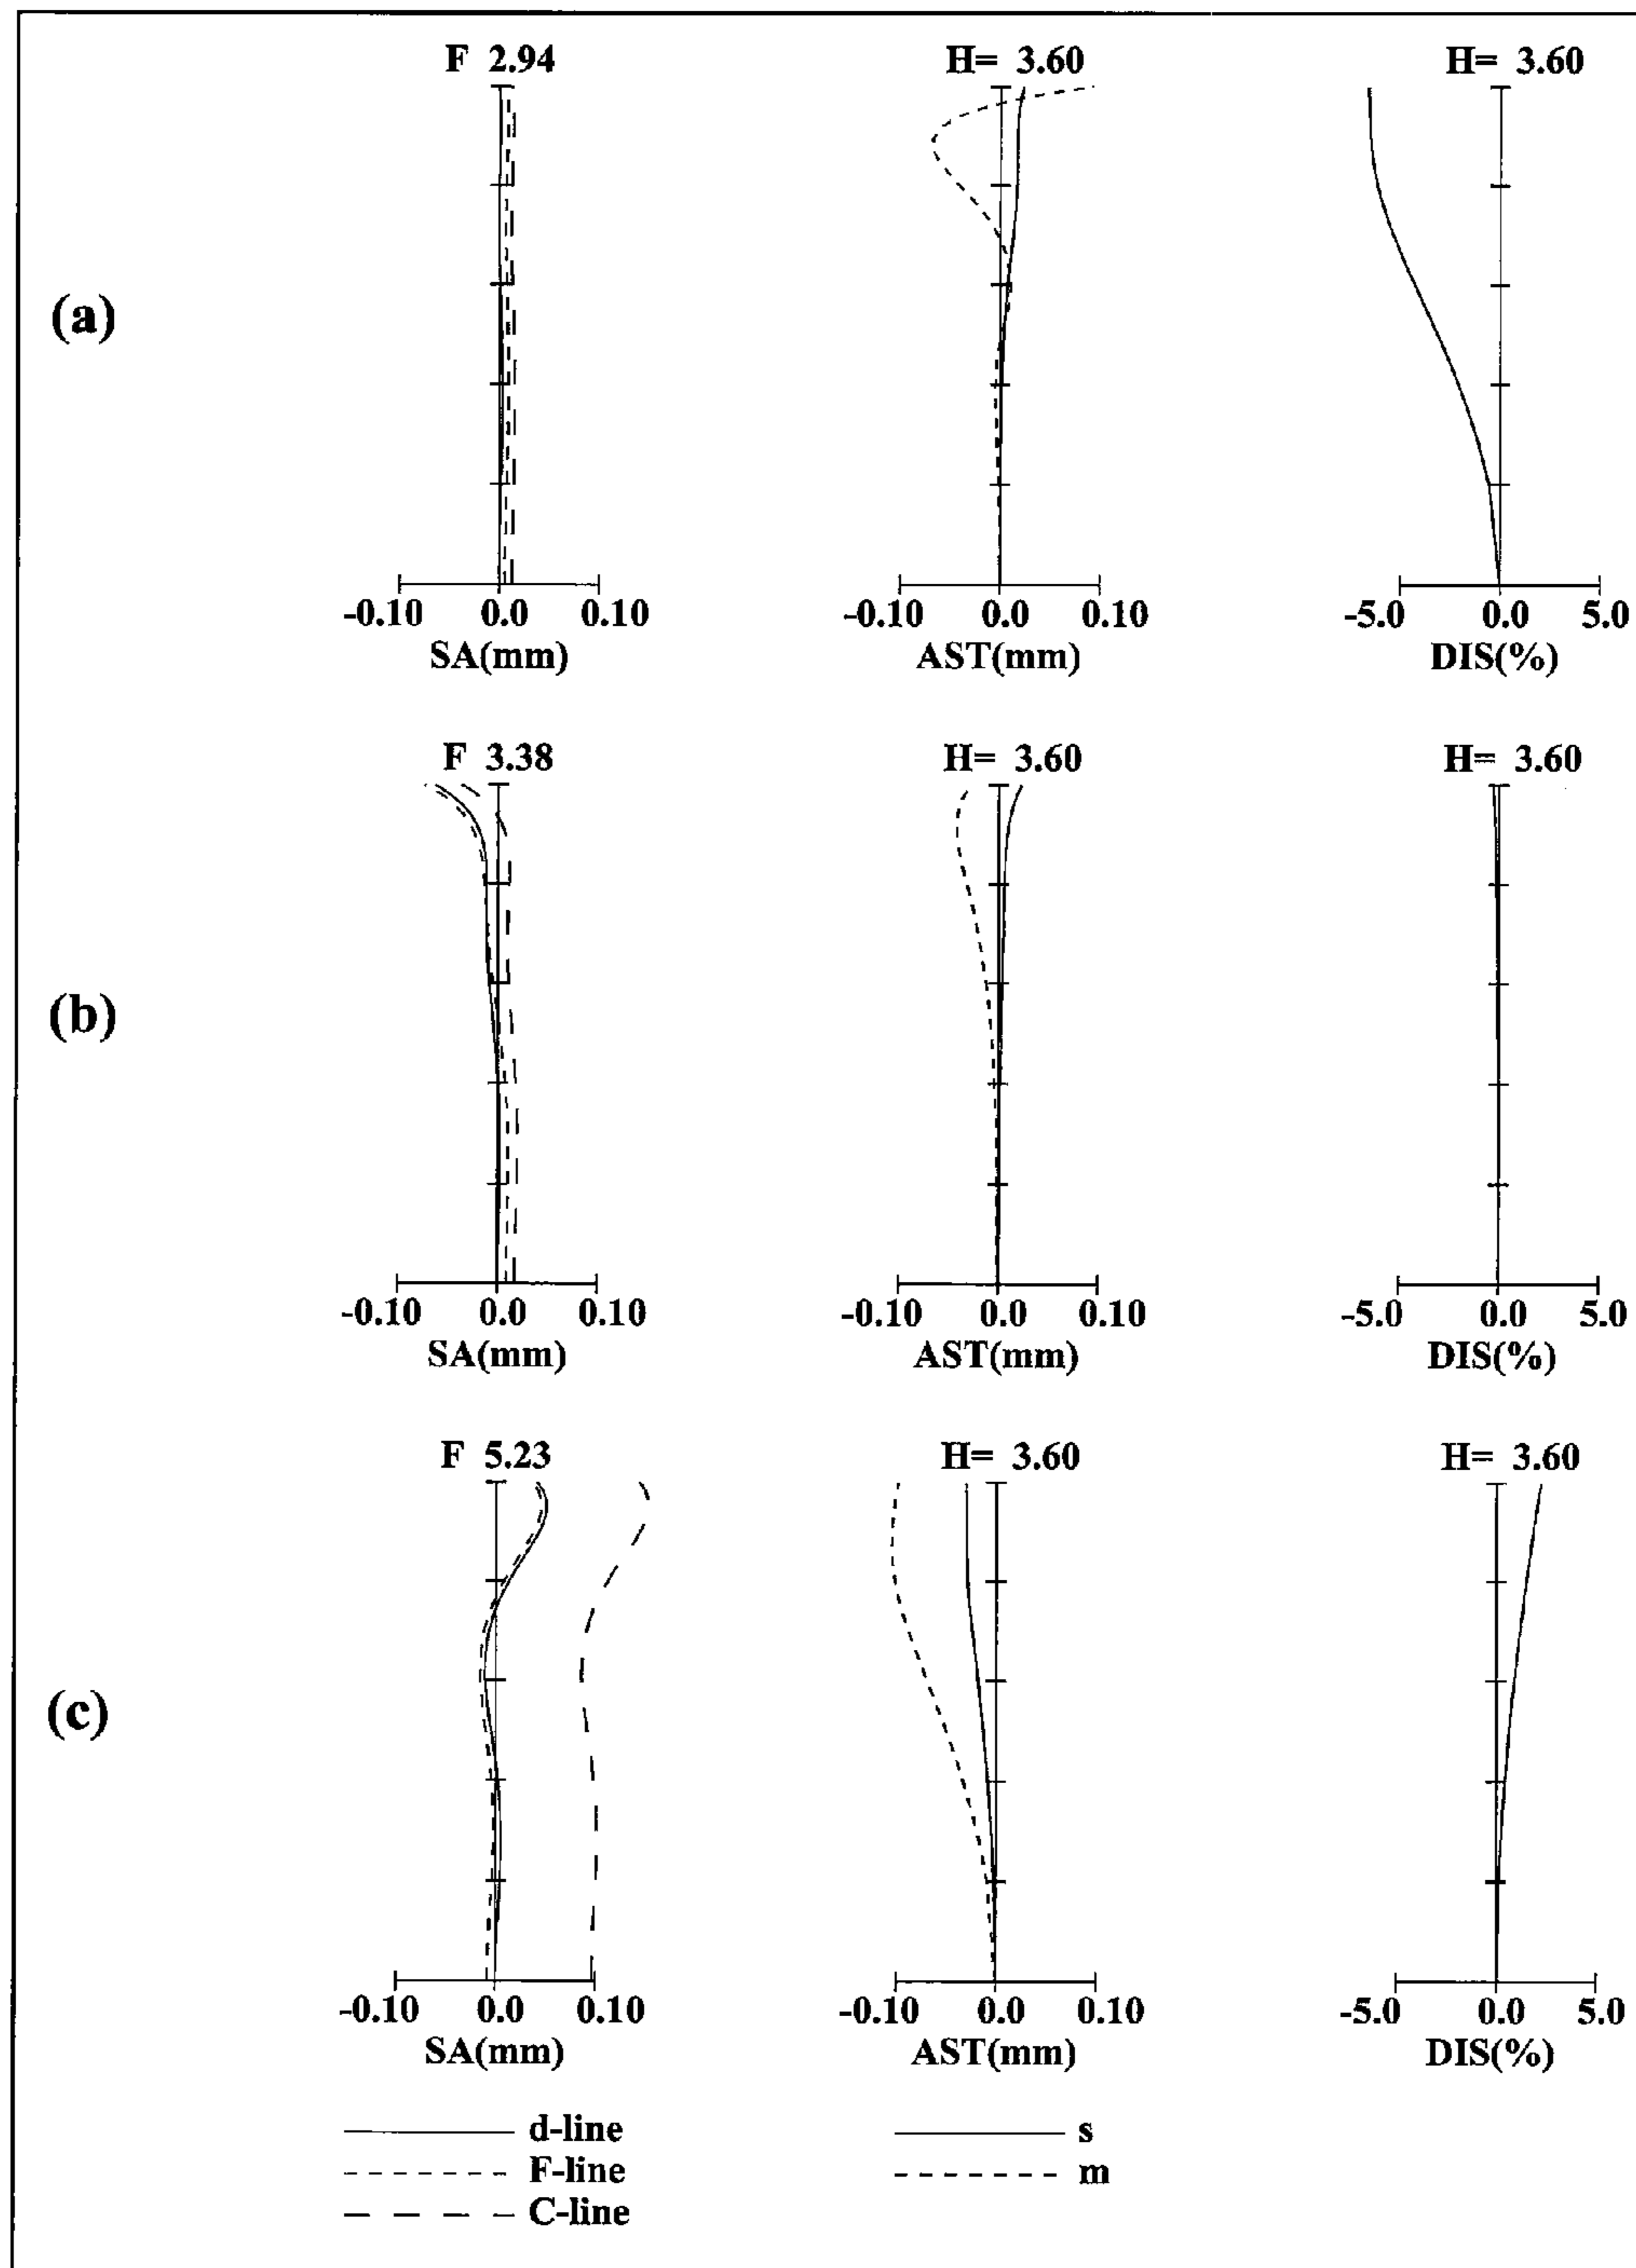 F 2.94 H= 3.60 H= 3.60
(a)
-0.10 0.0 0.10 -0.10 0.0 0.10 -5.0 0.0 5.0
SA(mm) AST(mm) DIS(%)
F 3.38 H= 3.60 H= 3.60
(b)
-0.10 0.0 0.10 -0.10 0.0 0.10 -5.0 0.0 5.0
SA(mm) AST(mm) DIS(%)
F 5.23 H= 3.60 H= 3.60
(c)
-0.10 0.0 0.10 -0.10 0.0 0.10 -5.0 0.0 5.0
SA(mm) AST(mm) DIS(%)
d-line s
F-line m
C-line